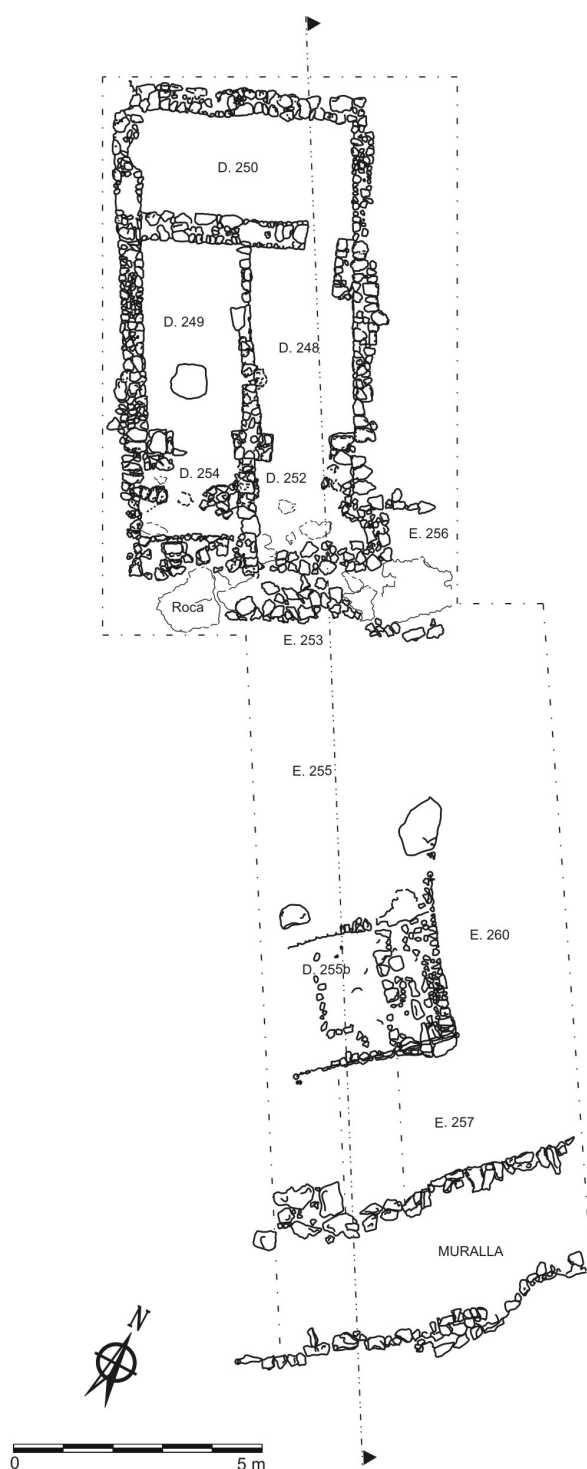 D. 250
D. 249
D. 248
D. 254
D. 252
E. 256
Roca
E. 253
E. 255
E. 260
D. 255b
E. 257
MURALLA
N
0 5 m